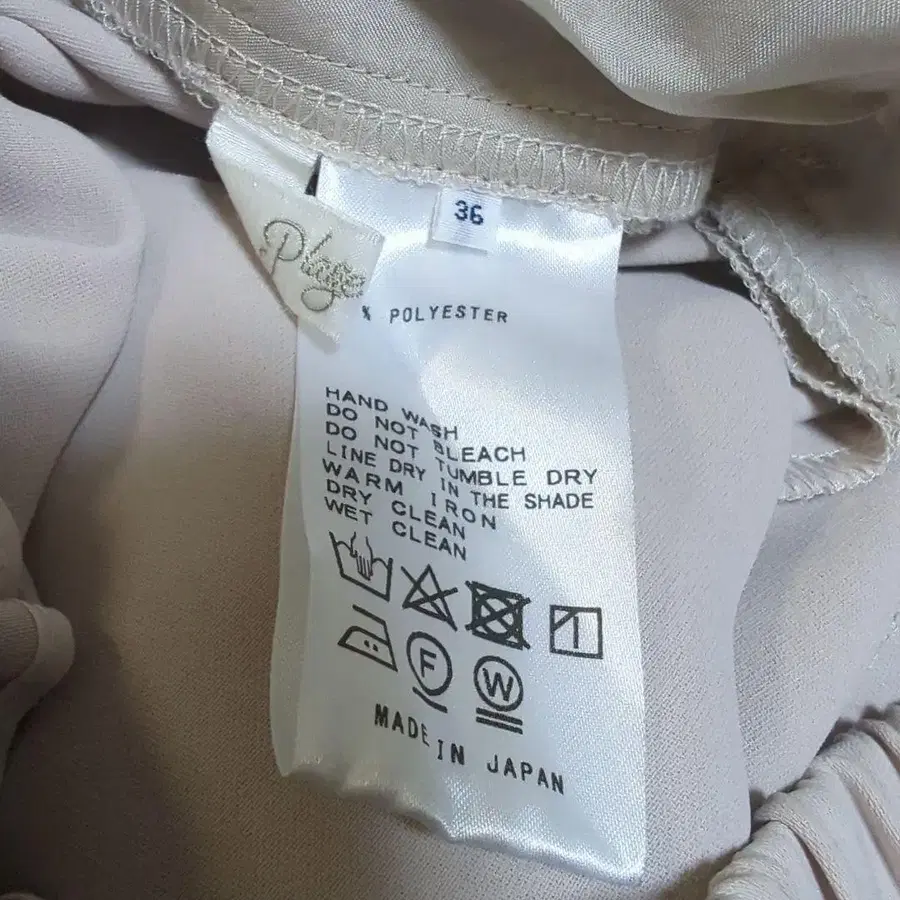 36
Plage
% POLYESTER
HAND WASH
DO NOT BLEACH
DO NOT TUMBLE DRY
LINE DRY IN THE SHADE
WARM IRON
DRY CLEAN
WET CLEAN
F
W
MADE IN JAPAN